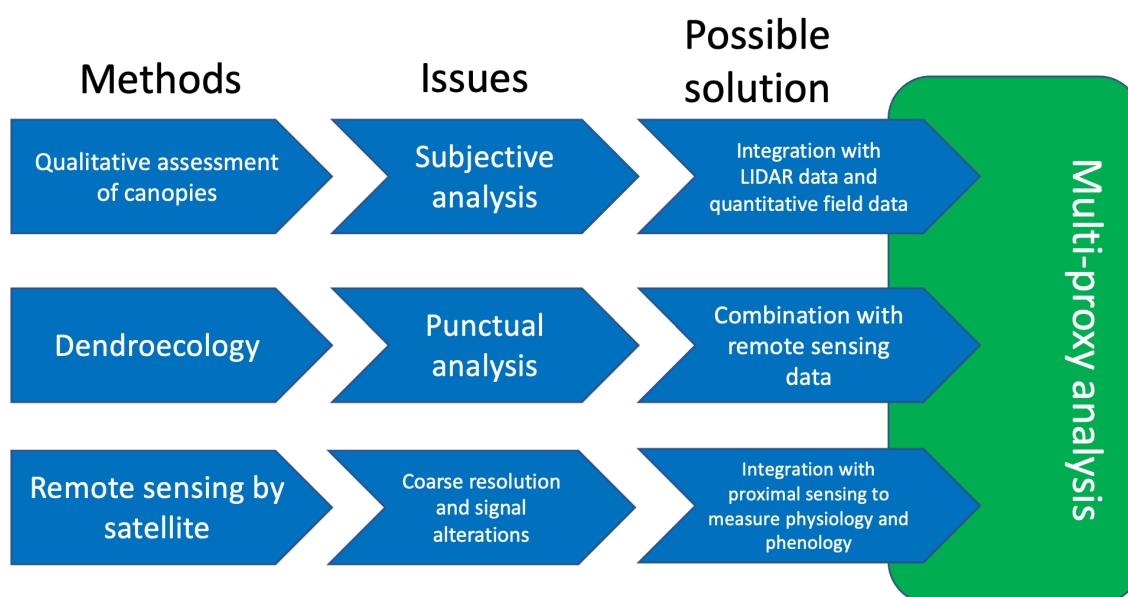 Methods
Issues
Possible
solution
Qualitative assessment
of canopies
Subjective
analysis
Integration with
LIDAR data and
quantitative field data
Dendroecology
Punctual
analysis
Combination with
remote sensing
data
Remote sensing by
satellite
Coarse resolution
and signal
alterations
Integration with
proximal sensing to
measure physiology and
phenology
Multi-proxy analysis